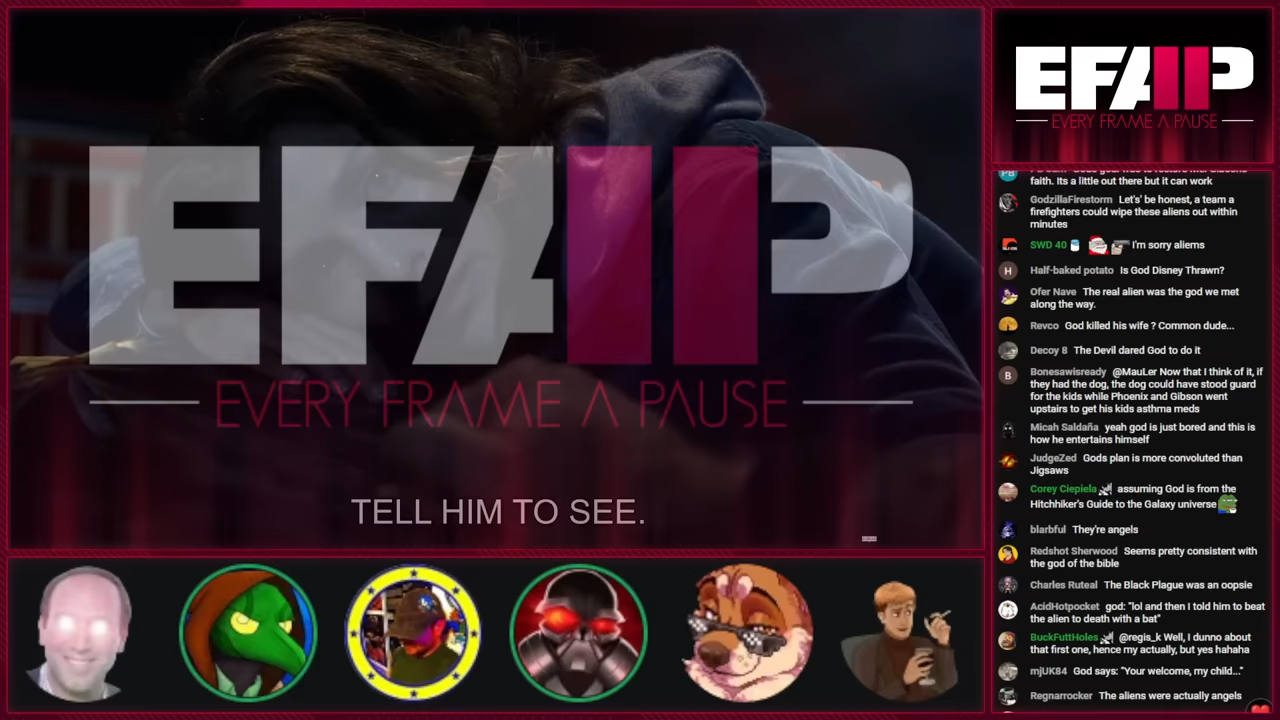 EFAP
EVERY FRAME A PAUSE
TELL HIM TO SEE.
EFAP
EVERY FRAME A PAUSE
faith. Its a little out there but it can work
GodzillaFirestorm Let's' be honest, a team a
firefighters could wipe these aliens out within
minutes
SWD 40 I'm sorry aliems
H Half-baked potato Is God Disney Thrawn?
Ofer Nave The real alien was the god we met
along the way.
Revco God killed his wife ? Common dude...
Decoy 8 The Devil dared God to do it
B Bonesawisready @MauLer Now that I think of it, if
they had the dog, the dog could have stood guard
for the kids while Phoenix and Gibson went
upstairs to get his kids asthma meds
Micah Saldaña yeah god is just bored and this is
how he entertains himself
JudgeZed Gods plan is more convoluted than
Jigsaws
Corey Ciepiela assuming God is from the
Hitchhiker's Guide to the Galaxy universe
blarbful They're angels
Redshot Sherwood Seems pretty consistent with
the god of the bible
Charles Ruteal The Black Plague was an oopsie
AcidHotpocket god: "lol and then I told him to beat
the alien to death with a bat"
BuckFuttHoles @regis_k Well, I dunno about
that first one, hence my actually, but yes hahaha
mjUK84 God says: "Your welcome, my child..."
Regnarrocker The aliens were actually angels